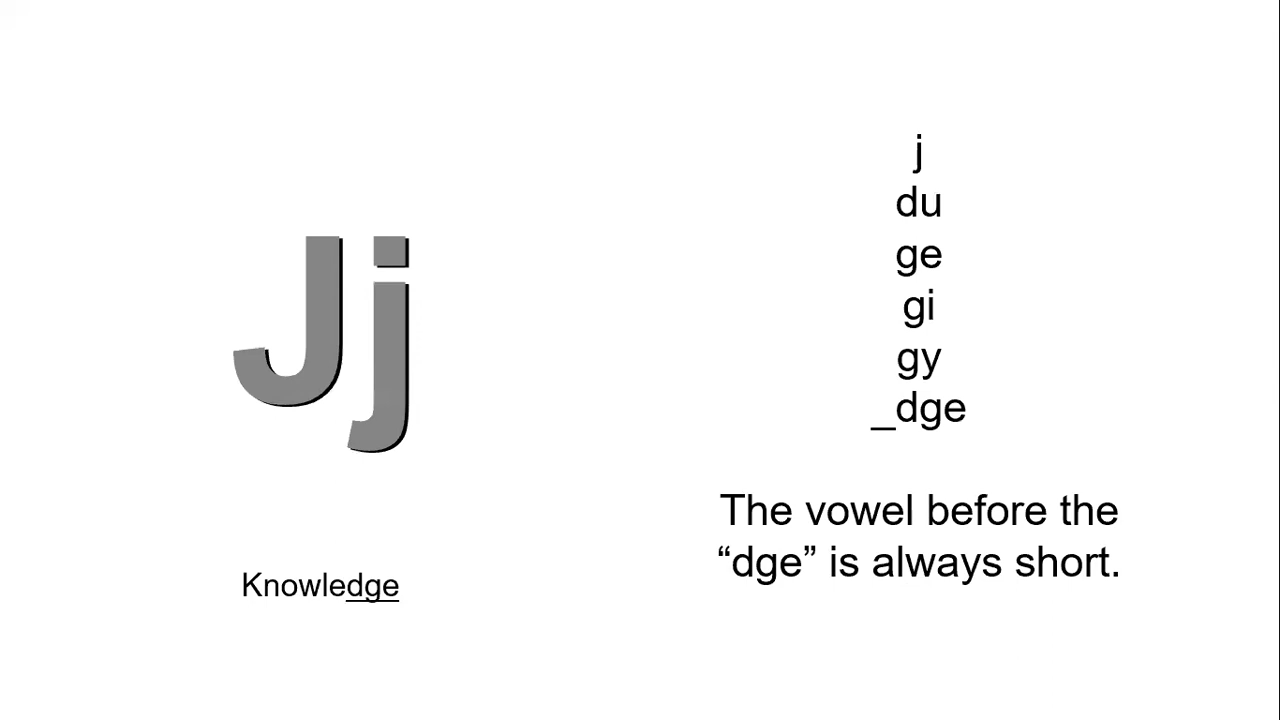 Jj
Knowledge
j
du
ge
gi
gy
_dge
The vowel before the
“dge” is always short.